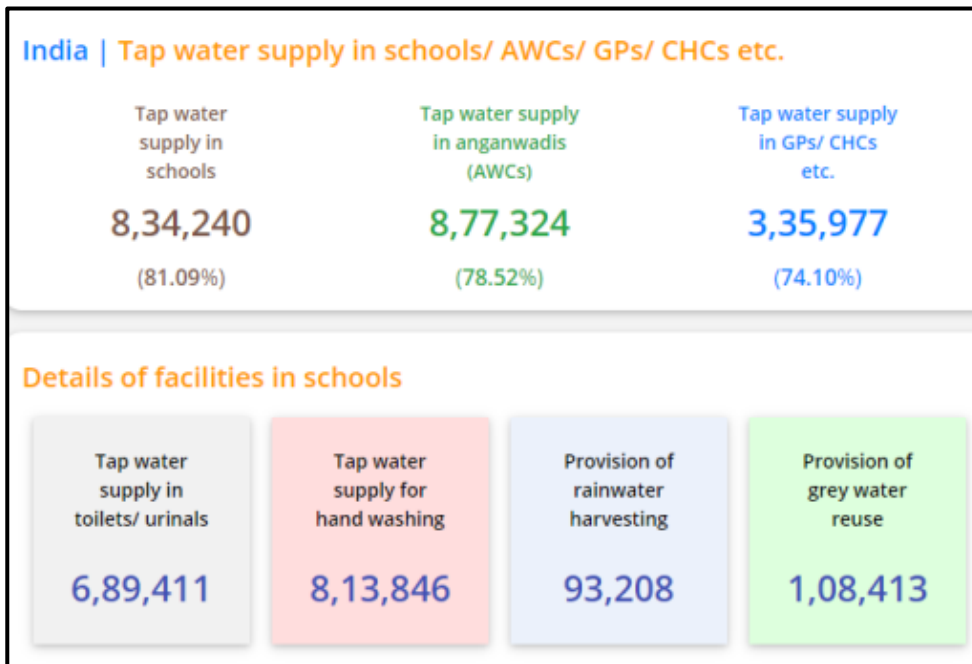 India | Tap water supply in schools/ AWCs/ GPs/ CHCs etc.
Tap water
supply in
schools
8,34,240
(81.09%)
Tap water supply
in anganwadis
(AWCs)
8,77,324
(78.52%)
Tap water supply
in GPs/ CHCs
etc.
3,35,977
(74.10%)
Details of facilities in schools
Tap water
supply in
toilets/ urinals
6,89,411
Tap water
supply for
hand washing
8,13,846
Provision of
rainwater
harvesting
93,208
Provision of
grey water
reuse
1,08,413